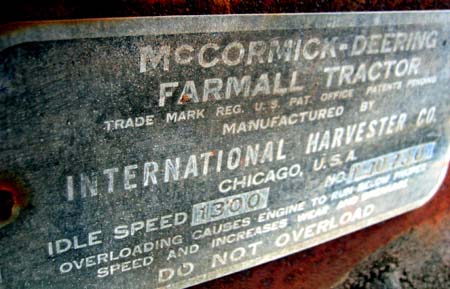 McCORMICK-DEERING
FARMALL TRACTOR
TRADE MARK REG. U.S. PAT. OFFICE PATENTS PENDING
MANUFACTURED BY
INTERNATIONAL HARVESTER CO.
CHICAGO, U.S.A.
NO.
IDLE SPEED 1300
OVERLOADING CAUSES ENGINE TO RUN BELOW PROPER
SPEED AND INCREASES WEAR AND
DO NOT OVERLOAD